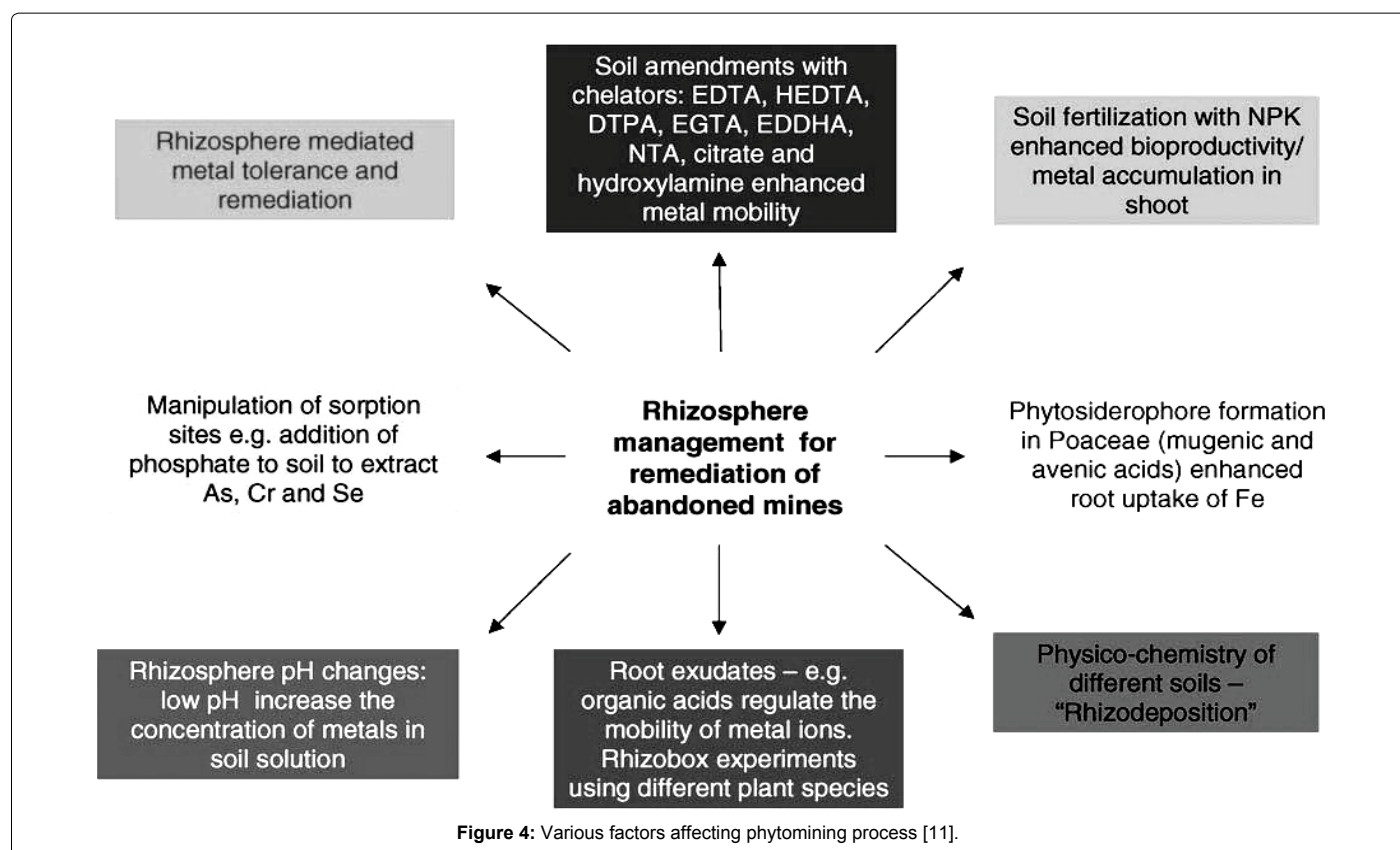 Soil amendments with
chelators: EDTA, HEDTA,
DTPA, EGTA, EDDHA,
NTA, citrate and
hydroxylamine enhanced
metal mobility
Rhizosphere mediated
metal tolerance and
remediation
Soil fertilization with NPK
enhanced bioproductivity/
metal accumulation in
shoot
Manipulation of sorption
sites e.g. addition of
phosphate to soil to extract
As, Cr and Se
Rhizosphere
management for
remediation of
abandoned mines
Phytosiderophore formation
in Poaceae (mugenic and
avenic acids) enhanced
root uptake of Fe
Rhizosphere pH changes:
low pH increase the
concentration of metals in
soil solution
Root exudates – e.g.
organic acids regulate the
mobility of metal ions.
Rhizobox experiments
using different plant species
Physico-chemistry of
different soils –
“Rhizodeposition”
Figure 4: Various factors affecting phytomining process [11].